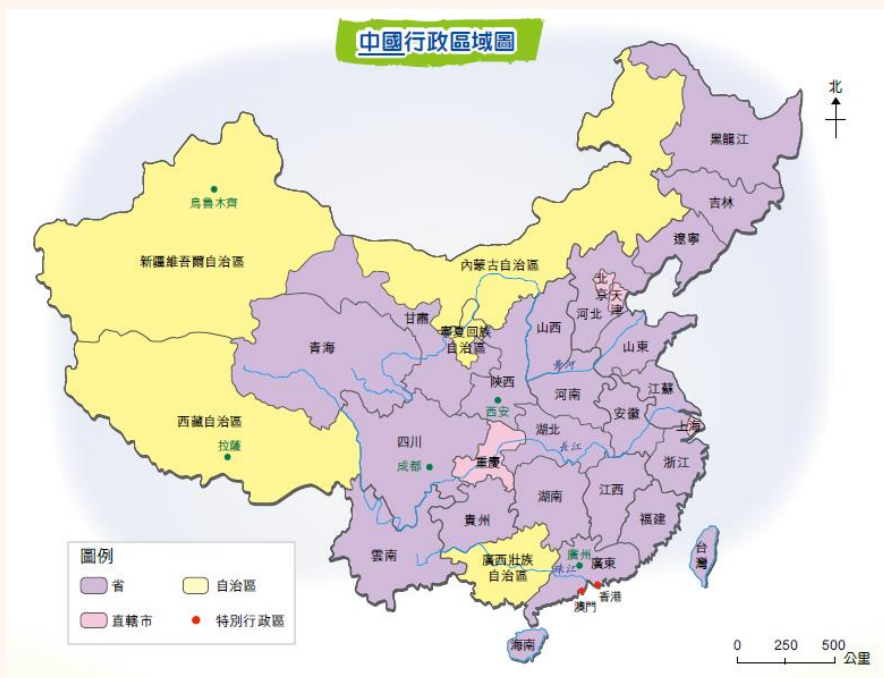 中國行政區域圖
北
黑龍江
烏魯木齊
吉林
遼寧
新疆維吾爾自治區
內蒙古自治區
北京
天津
河北
甘肅
山西
寧夏回族
自治區
青海
山東
黃河
陝西
河南
江蘇
西安
安徽
西藏自治區
上海
湖北
四川
長江
拉薩
成都
重慶
浙江
江西
湖南
貴州
福建
雲南
廣西壯族
自治區
廣州
廣東
珠江
台灣
香港
澳門
海南
圖例
省
自治區
直轄市
特別行政區
0 250 500
公里